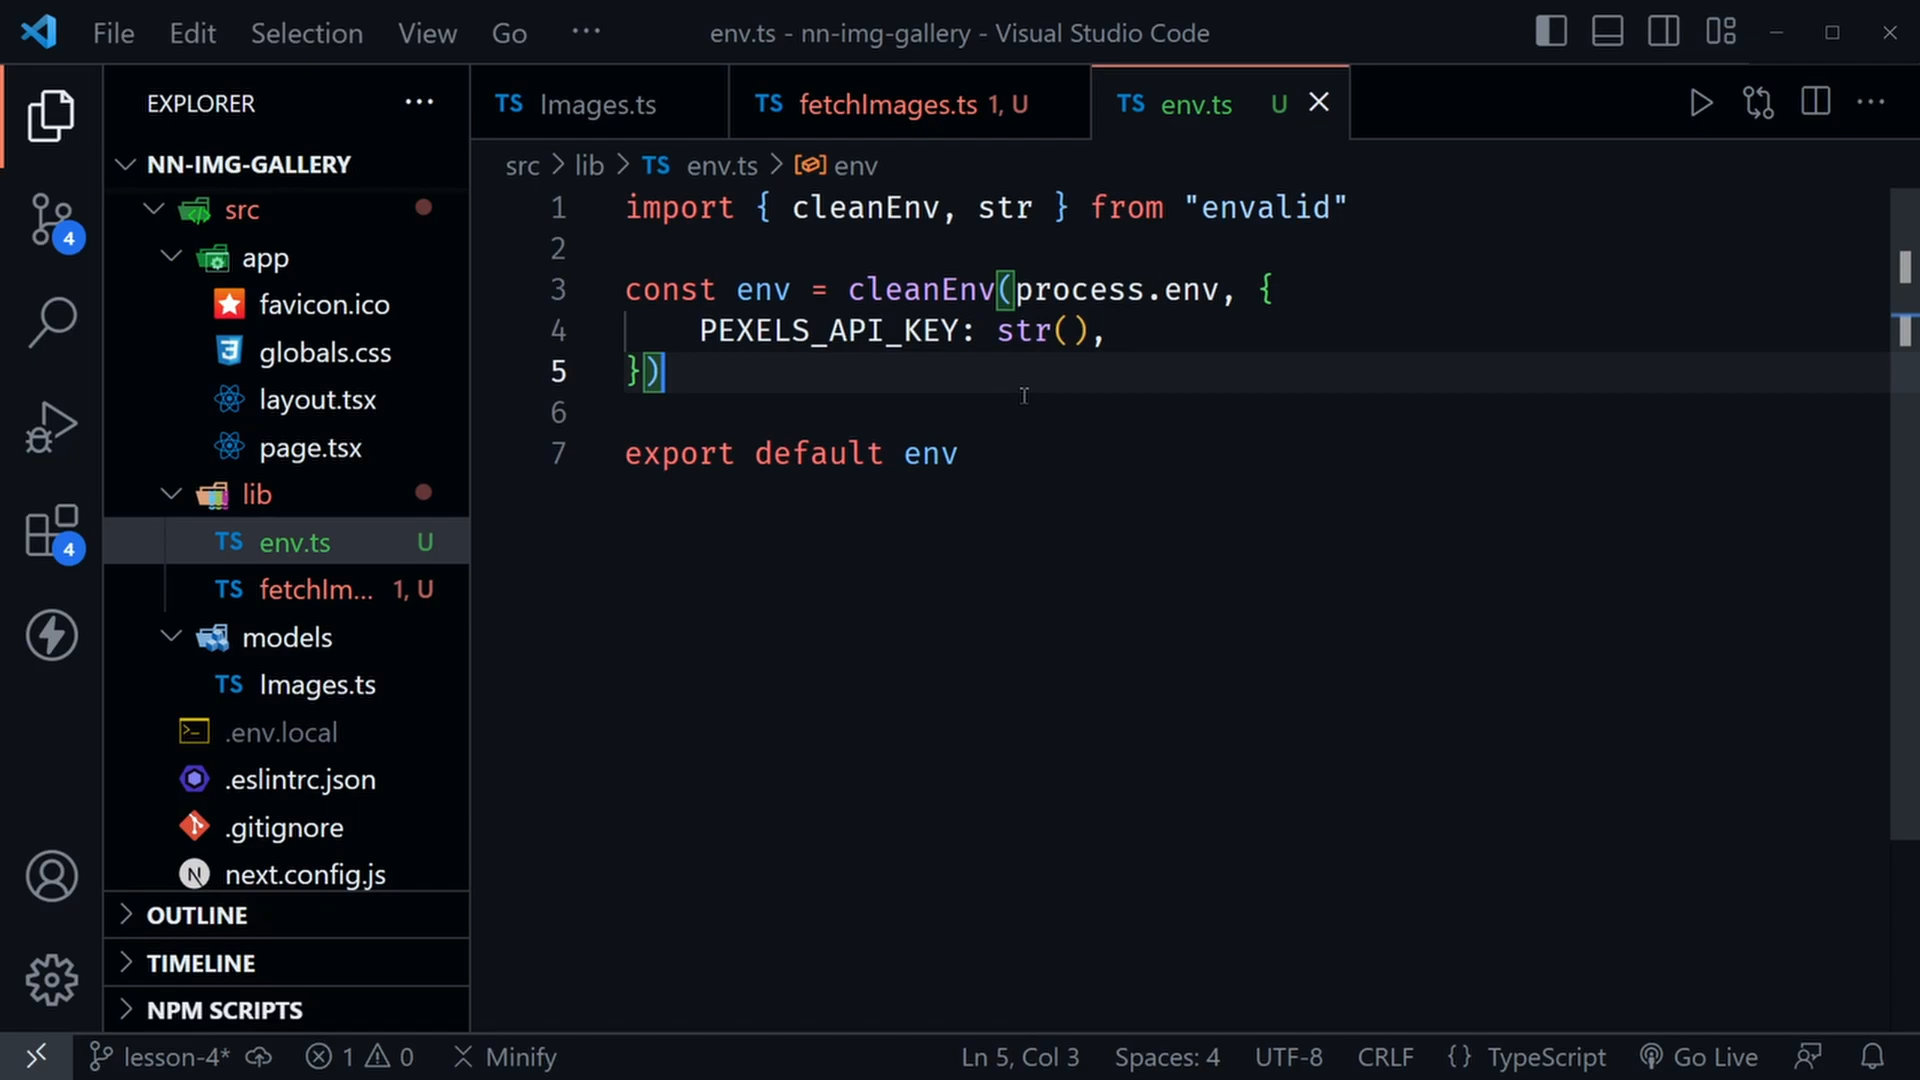 File Edit Selection View Go ··· env.ts - nn-img-gallery - Visual Studio Code
EXPLORER ···
Images.ts
fetchImages.ts 1, U
env.ts U
TS
TS
TS
src > lib > TS env.ts > env
NN-IMG-GALLERY
src
app
favicon.ico
globals.css
layout.tsx
page.tsx
lib
TS env.ts U
TS fetchIm... 1, U
models
TS Images.ts
.env.local
.eslintrc.json
.gitignore
N next.config.js
OUTLINE
TIMELINE
NPM SCRIPTS
4
4
1 import { cleanEnv, str } from "envalid"
2
3 const env = cleanEnv(process.env, {
4 PEXELS_API_KEY: str(),
5 })
6
7 export default env
lesson-4* 1 0 Minify Ln 5, Col 3 Spaces: 4 UTF-8 CRLF { } TypeScript Go Live